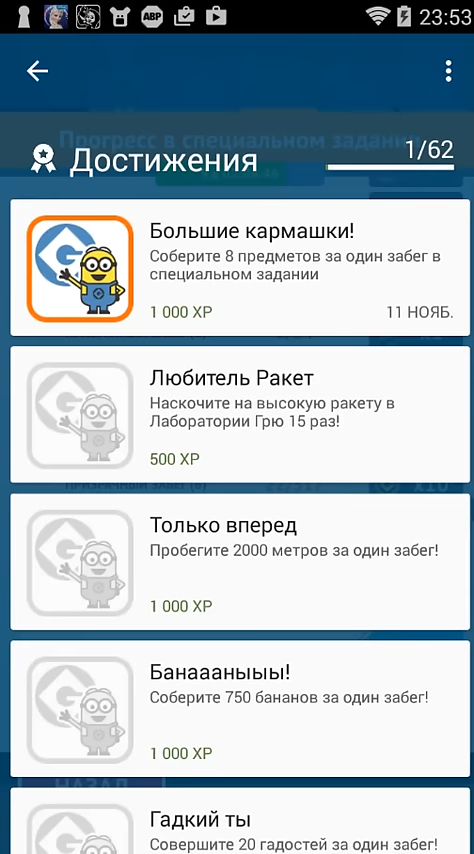 ABP
23:53
Прогресс в специальном задании
Достижения
1/62
Большие кармашки!
Соберите 8 предметов за один забег в
специальном задании
1 000 XP
11 НОЯБ.
Любитель Ракет
Наскочите на высокую ракету в
Лаборатории Грю 15 раз!
500 XP
Только вперед
Пробегите 2000 метров за один забег!
1 000 XP
Банаааныыы!
Соберите 750 бананов за один забег!
1 000 XP
НАЗАД
Гадкий ты
Совершите 20 гадостей за один забег!